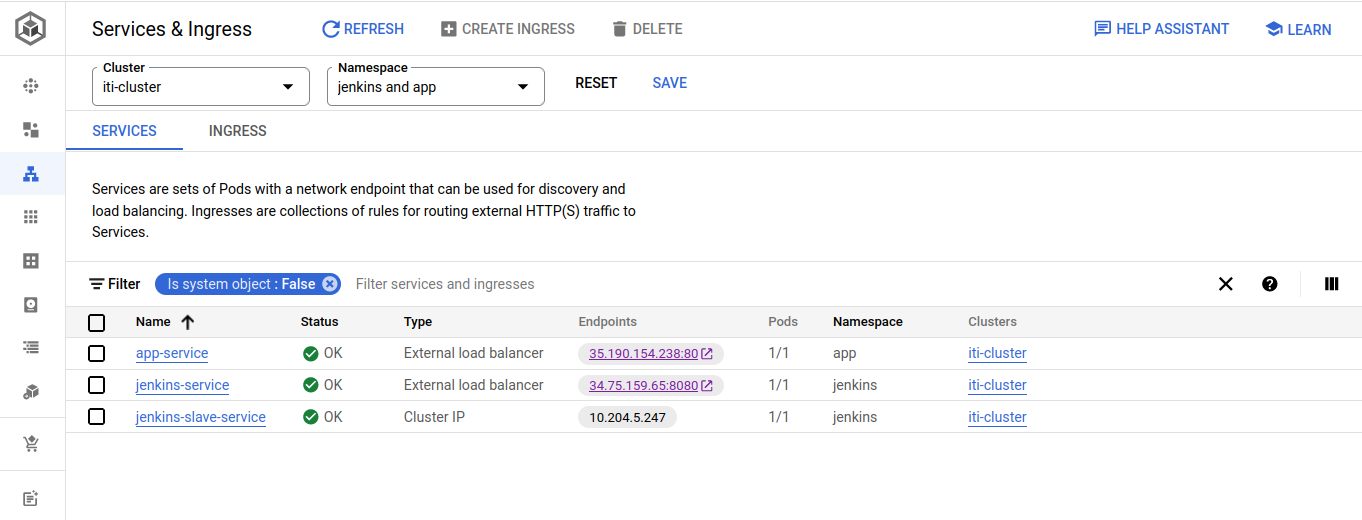 Services & Ingress REFRESH CREATE INGRESS DELETE HELP ASSISTANT LEARN
Cluster Namespace
iti-cluster jenkins and app RESET SAVE
SERVICES INGRESS
Services are sets of Pods with a network endpoint that can be used for discovery and
load balancing. Ingresses are collections of rules for routing external HTTP(S) traffic to
Services.
Filter Is system object : False Filter services and ingresses
Name Status Type Endpoints Pods Namespace Clusters
app-service OK External load balancer 35.190.154.238:80 1/1 app iti-cluster
jenkins-service OK External load balancer 34.75.159.65:8080 1/1 jenkins iti-cluster
jenkins-slave-service OK Cluster IP 10.204.5.247 1/1 jenkins iti-cluster